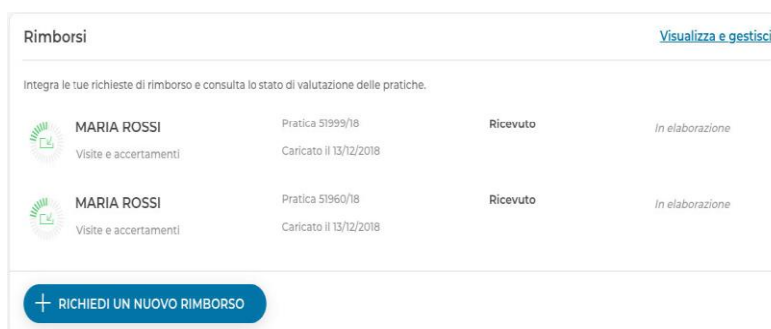 Rimborsi
Visualizza e gestisci
Integra le tue richieste di rimborso e consulta lo stato di valutazione delle pratiche.
MARIA ROSSI
Pratica 51999/18
Ricevuto
In elaborazione
Visite e accertamenti
Caricato il 13/12/2018
MARIA ROSSI
Pratica 51960/18
Ricevuto
In elaborazione
Visite e accertamenti
Caricato il 13/12/2018
RICHIEDI UN NUOVO RIMBORSO